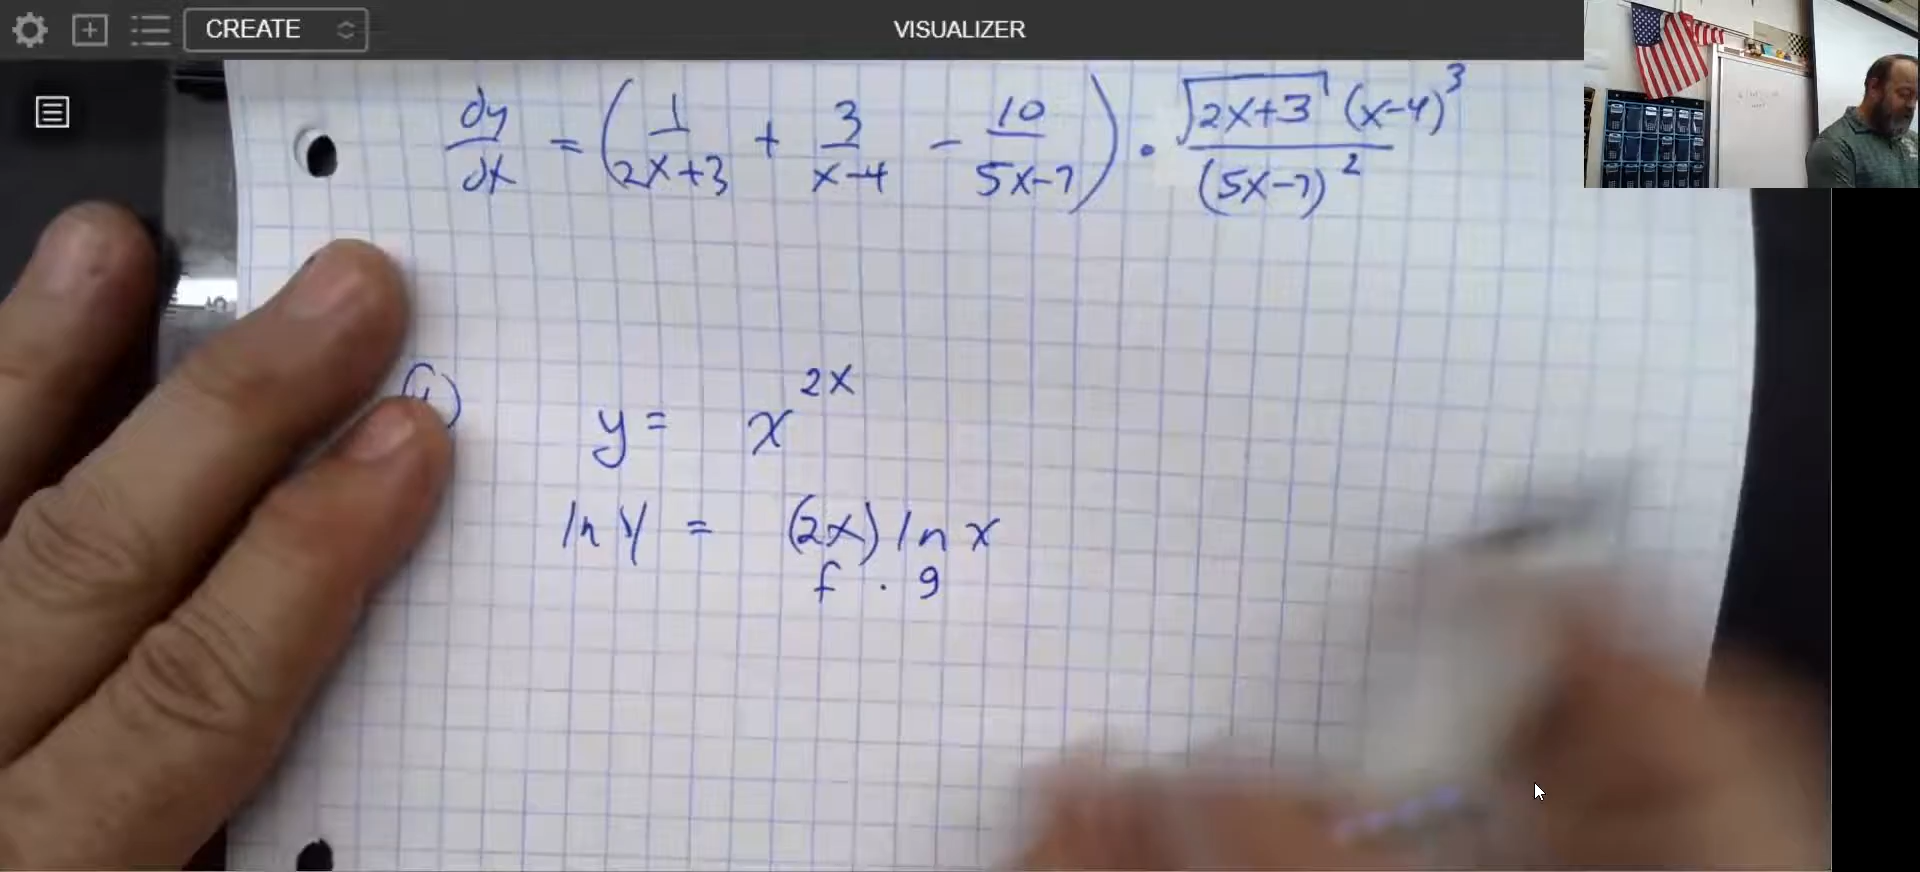 CREATE
VISUALIZER
dy/dx = (1/(2x+3) + 3/(x-4) - 10/(5x-7)) · √(2x+3) (x-4)³/(5x-7)²
y = x^(2x)
ln y = (2x) ln x
f · g